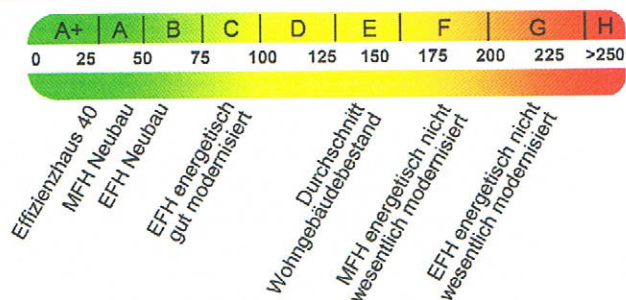 A+ A B C D E F G H
0 25 50 75 100 125 150 175 200 225 >250
Effizienzhaus 40
MFH Neubau
EFH Neubau
EFH energetisch
gut modernisiert
Durchschnitt
Wohngebäudebestand
MFH energetisch nicht
wesentlich modernisiert
EFH energetisch nicht
wesentlich modernisiert